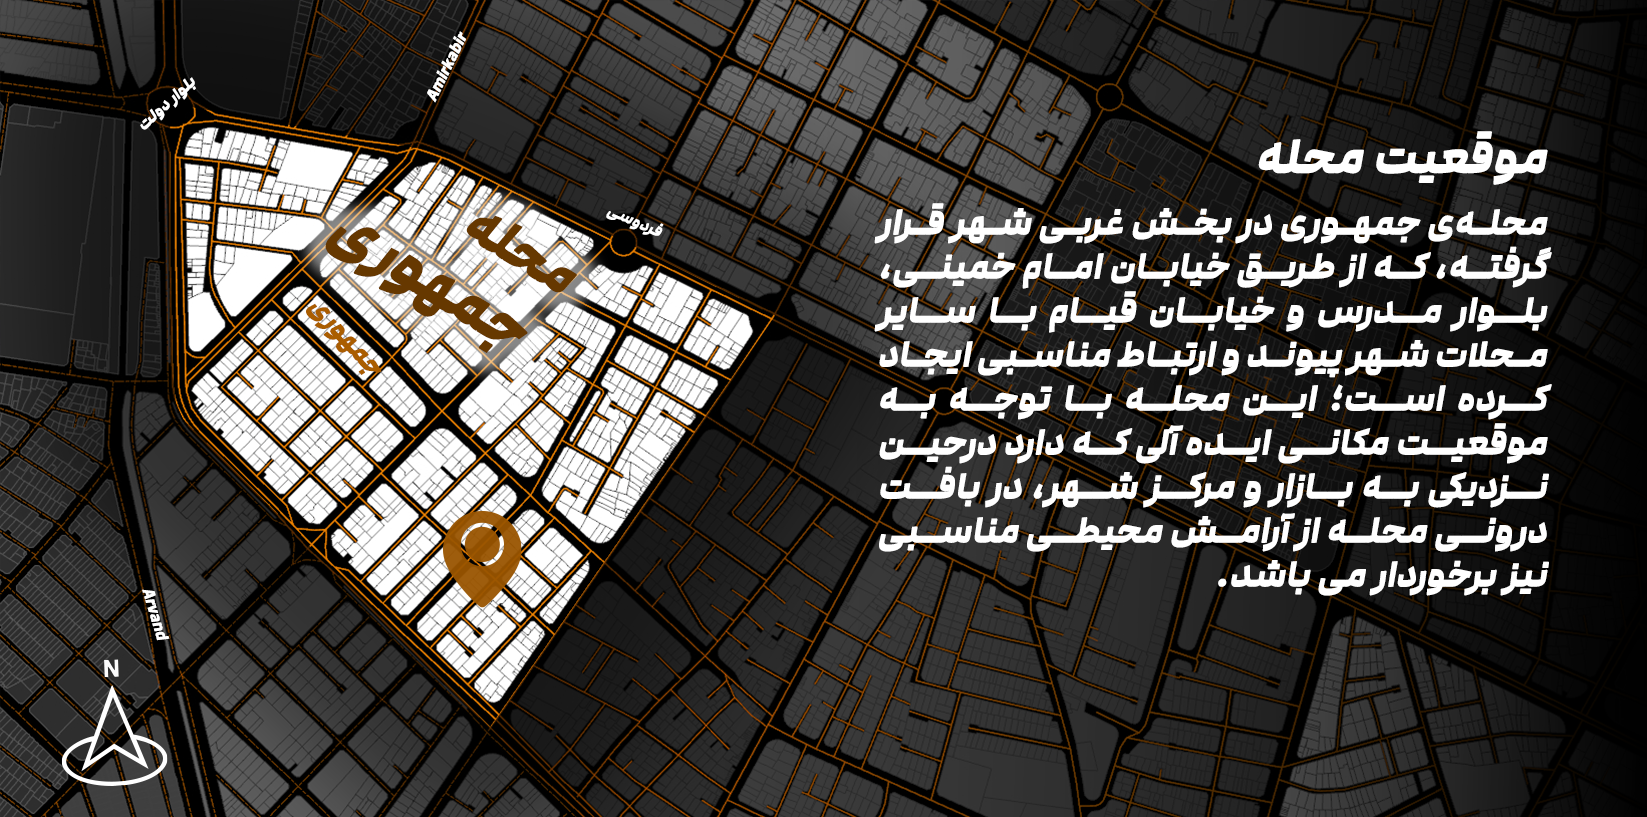 موقعیت محله
محله‌ی جمهوری در بخش غربی شهر قرار
گرفته، که از طریق خیابان امام خمینی،
بلوار مدرس و خیابان قیام با سایر
محلات شهر پیوند و ارتباط مناسبی ایجاد
کرده است؛ این محله با توجه به
موقعیت مکانی ایده آلی که دارد درحین
نزدیکی به بازار و مرکز شهر، در بافت
درونی محله از آرامش محیطی مناسبی
نیز برخوردار می باشد.
بلوار دولت
Amirkabir
فردوسی
محله
جمهوری
جمهوری
Arvand
N